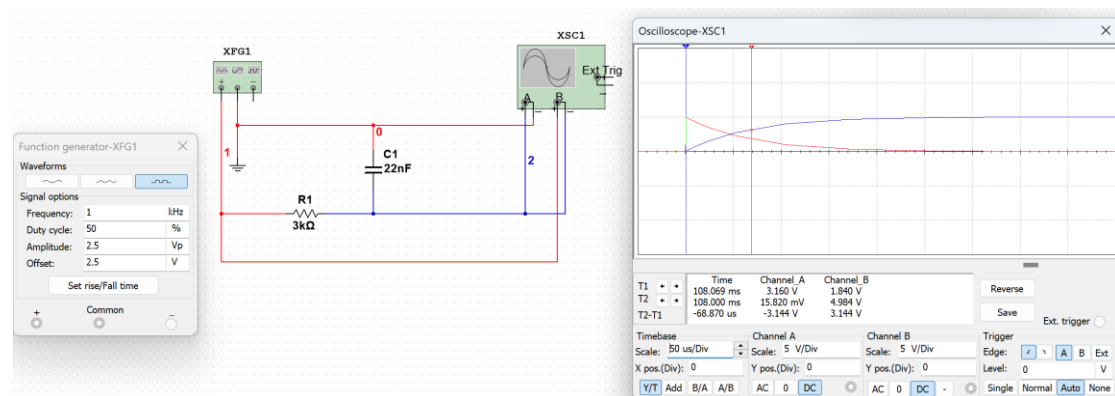 XFG1
XSC1
Ext Trig
A
B
0
1
2
C1
22nF
R1
3kΩ
Function generator-XFG1
Waveforms
Signal options
Frequency: 1 kHz
Duty cycle: 50 %
Amplitude: 2.5 Vp
Offset: 2.5 V
Set rise/Fall time
+ Common −
Oscilloscope-XSC1
Time Channel_A Channel_B
T1 108.069 ms 3.160 V 1.840 V
T2 108.000 ms 15.820 mV 4.984 V
T2-T1 -68.870 us -3.144 V 3.144 V
Reverse
Save
Ext. trigger
Timebase
Scale: 50 us/Div
X pos.(Div): 0
Y/T Add B/A A/B
Channel A
Scale: 5 V/Div
Y pos.(Div): 0
AC 0 DC
Channel B
Scale: 5 V/Div
Y pos.(Div): 0
AC 0 DC -
Trigger
Edge: A B Ext
Level: 0 V
Single Normal Auto None